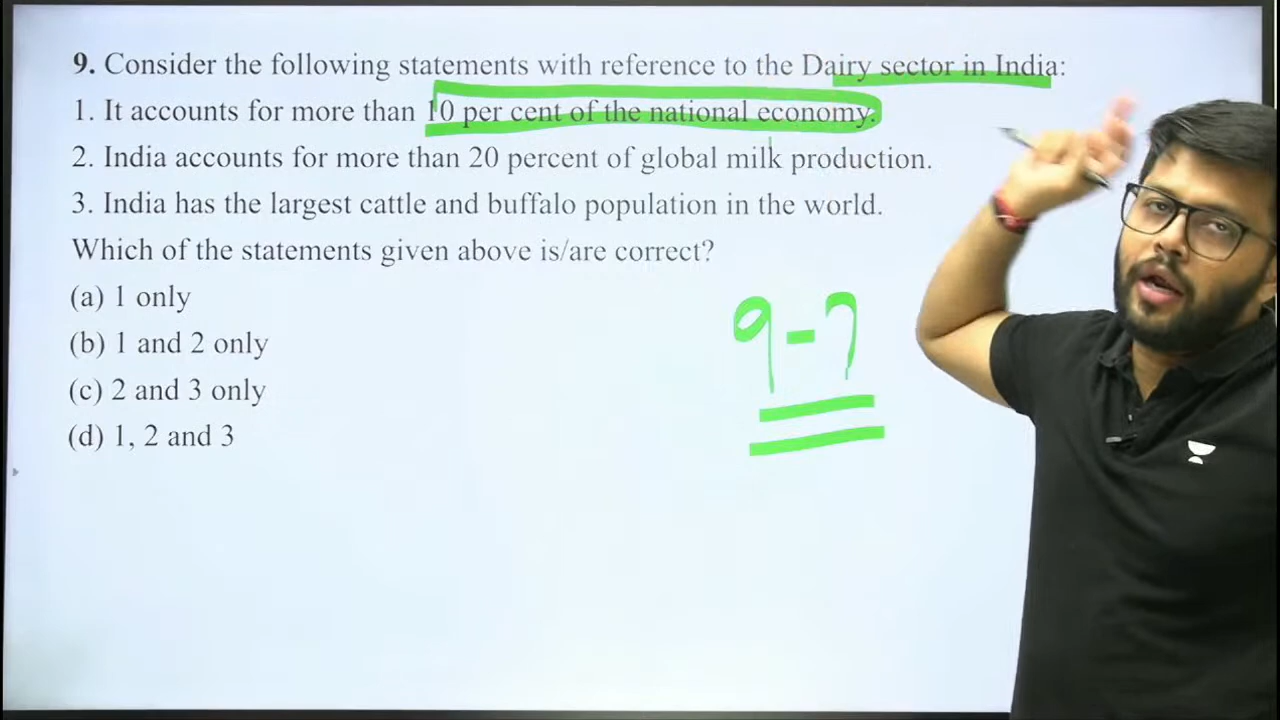 9. Consider the following statements with reference to the Dairy sector in India:
1. It accounts for more than 10 per cent of the national economy.
2. India accounts for more than 20 percent of global milk production.
3. India has the largest cattle and buffalo population in the world.
Which of the statements given above is/are correct?
(a) 1 only
(b) 1 and 2 only
(c) 2 and 3 only
(d) 1, 2 and 3
9-?